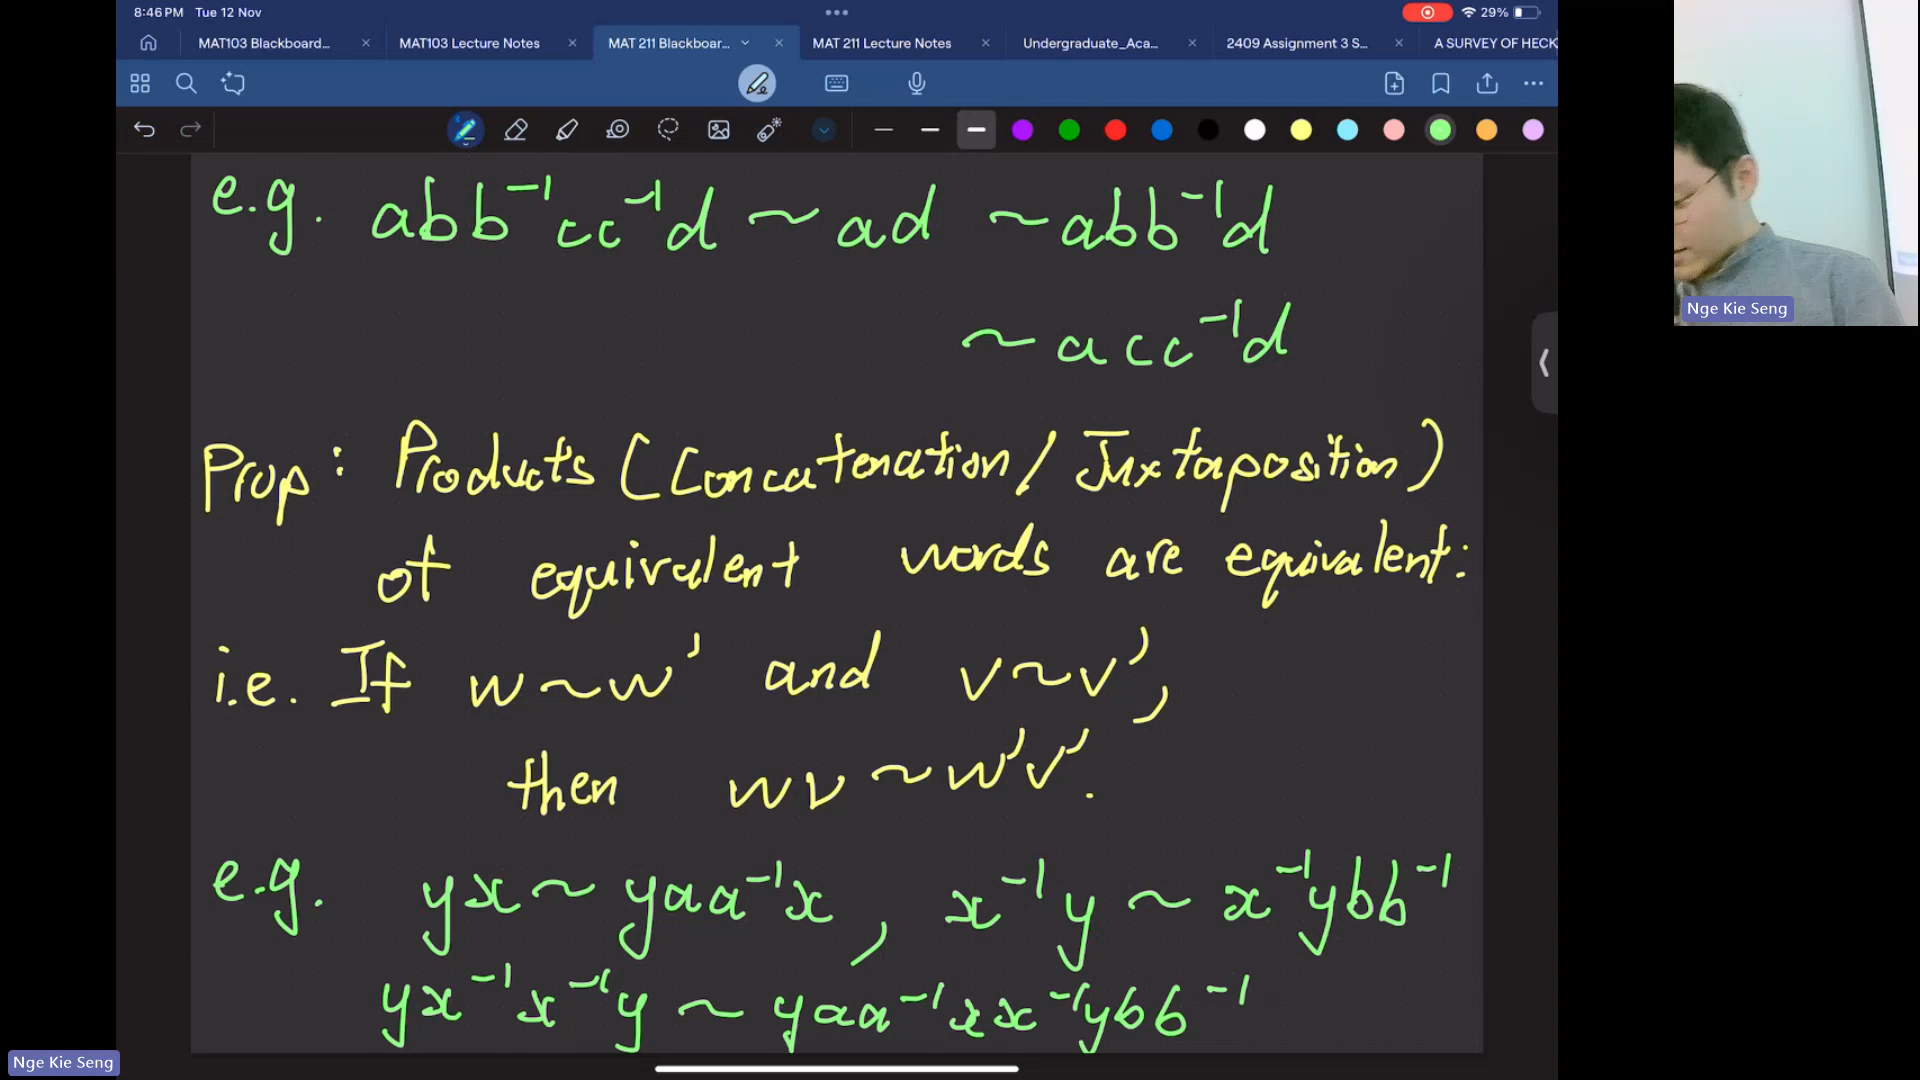 8:46 PM Tue 12 Nov
29%
MAT103 Blackboard...
MAT103 Lecture Notes
MAT 211 Blackboar...
MAT 211 Lecture Notes
Undergraduate_Aca...
2409 Assignment 3 S...
A SURVEY OF HECK
e.g. abb⁻¹cc⁻¹d ~ ad ~ abb⁻¹d
~ acc⁻¹d
Prop: Products (Concatenation / Juxtaposition)
of equivalent words are equivalent:
i.e. If w~w' and v~v',
then wv ~ w'v'.
e.g. yx ~ yaa⁻¹x, x⁻¹y ~ x⁻¹ybb⁻¹
yx⁻¹x⁻¹y ~ yaa⁻¹xx⁻¹ybb⁻¹
Nge Kie Seng
Nge Kie Seng